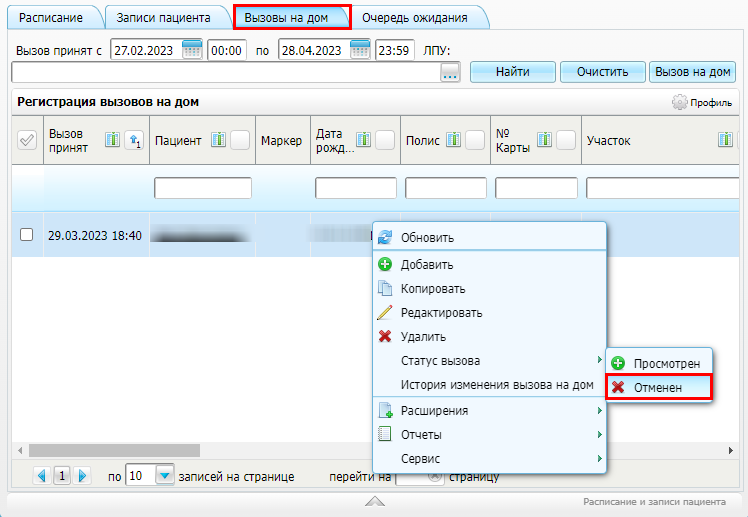 Расписание Записи пациента Вызовы на дом Очередь ожидания
Вызов принят с 27.02.2023 00:00 по 28.04.2023 23:59 ЛПУ:
... Найти Очистить Вызов на дом
Регистрация вызовов на дом Профиль
Вызов принят 1 Пациент Маркер Дата рожд... Полис № Карты Участок
29.03.2023 18:40
Обновить
Добавить
Копировать
Редактировать
Удалить
Статус вызова
Просмотрен
Отменен
История изменения вызова на дом
Расширения
Отчеты
Сервис
1 по 10 записей на странице перейти на страницу
Расписание и записи пациента